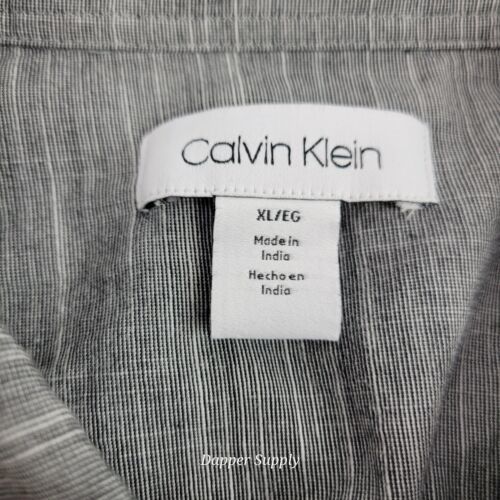 Calvin Klein
XL/EG
Made in
India
Hecho en
India
Dapper Supply